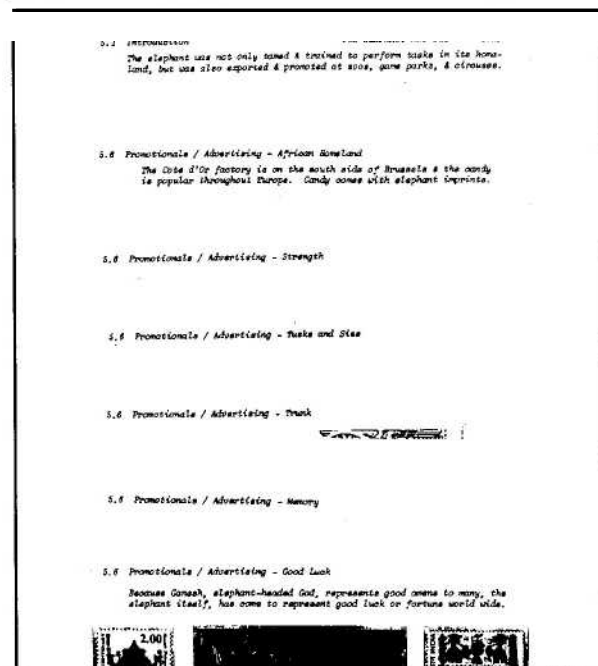 5.1 Introduction
The elephant was not only tamed & trained to perform tasks in its home-
land, but was also exported & promoted at zoos, game parks, & circuses.
5.6 Promotionals / Advertising - African Homeland
The Cote d'Or factory is on the south side of Brussels & the candy
is popular throughout Europe. Candy comes with elephant imprints.
5.6 Promotionals / Advertising - Strength
5.6 Promotionals / Advertising - Tusks and Size
5.6 Promotionals / Advertising - Trunk
5.6 Promotionals / Advertising - Memory
5.6 Promotionals / Advertising - Good Luck
Because Ganesh, elephant-headed God, represents good omens to many, the
elephant itself, has come to represent good luck or fortune world wide.
2.00